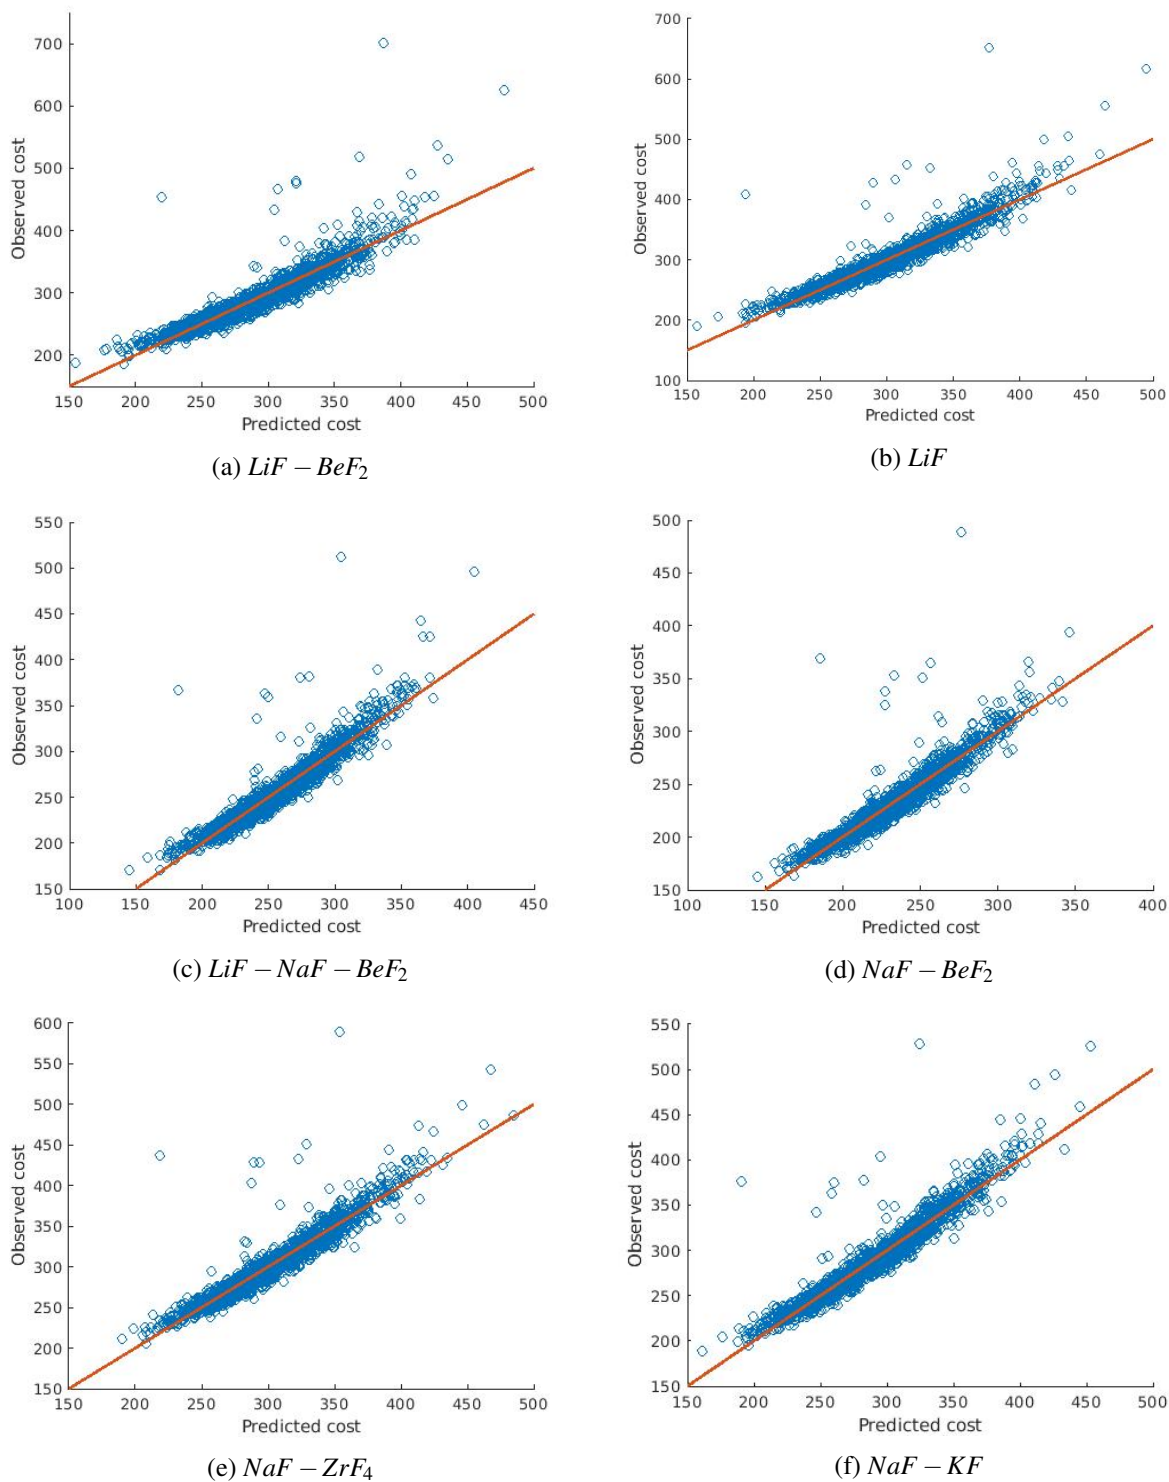 700
600
500
400
300
200
Observed cost
150 200 250 300 350 400 450 500
Predicted cost
(a) LiF − BeF2
700
600
500
400
300
200
100
Observed cost
150 200 250 300 350 400 450 500
Predicted cost
(b) LiF
550
500
450
400
350
300
250
200
150
Observed cost
100 150 200 250 300 350 400 450
Predicted cost
(c) LiF − NaF − BeF2
500
450
400
350
300
250
200
150
Observed cost
100 150 200 250 300 350 400
Predicted cost
(d) NaF − BeF2
600
550
500
450
400
350
300
250
200
150
Observed cost
150 200 250 300 350 400 450 500
Predicted cost
(e) NaF − ZrF4
550
500
450
400
350
300
250
200
150
Observed cost
150 200 250 300 350 400 450 500
Predicted cost
(f) NaF − KF